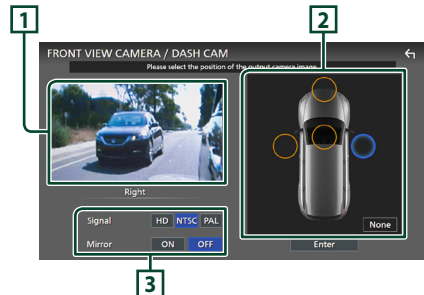 1
2
FRONT VIEW CAMERA / DASH CAM
Please select the position of the output camera image.
Right
Signal HD NTSC PAL
Mirror ON OFF
None
Enter
3